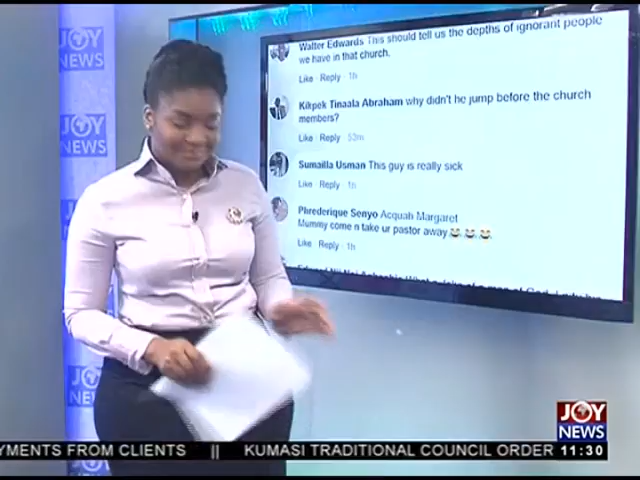 JOY
NEWS
JOY
NEWS
Walter Edwards This should tell us the depths of ignorant people
we have in that church.
Like · Reply · 1h
Kikpek Tinaala Abraham why didn't he jump before the church
members?
Like · Reply · 53m
Sumailla Usman This guy is really sick
Like · Reply · 1h
Phrederique Senyo Acquah Margaret
Mummy come n take ur pastor away 😂😂😂
Like · Reply · 1h
JOY
NEWS
YMENTS FROM CLIENTS || KUMASI TRADITIONAL COUNCIL ORDER 11:30